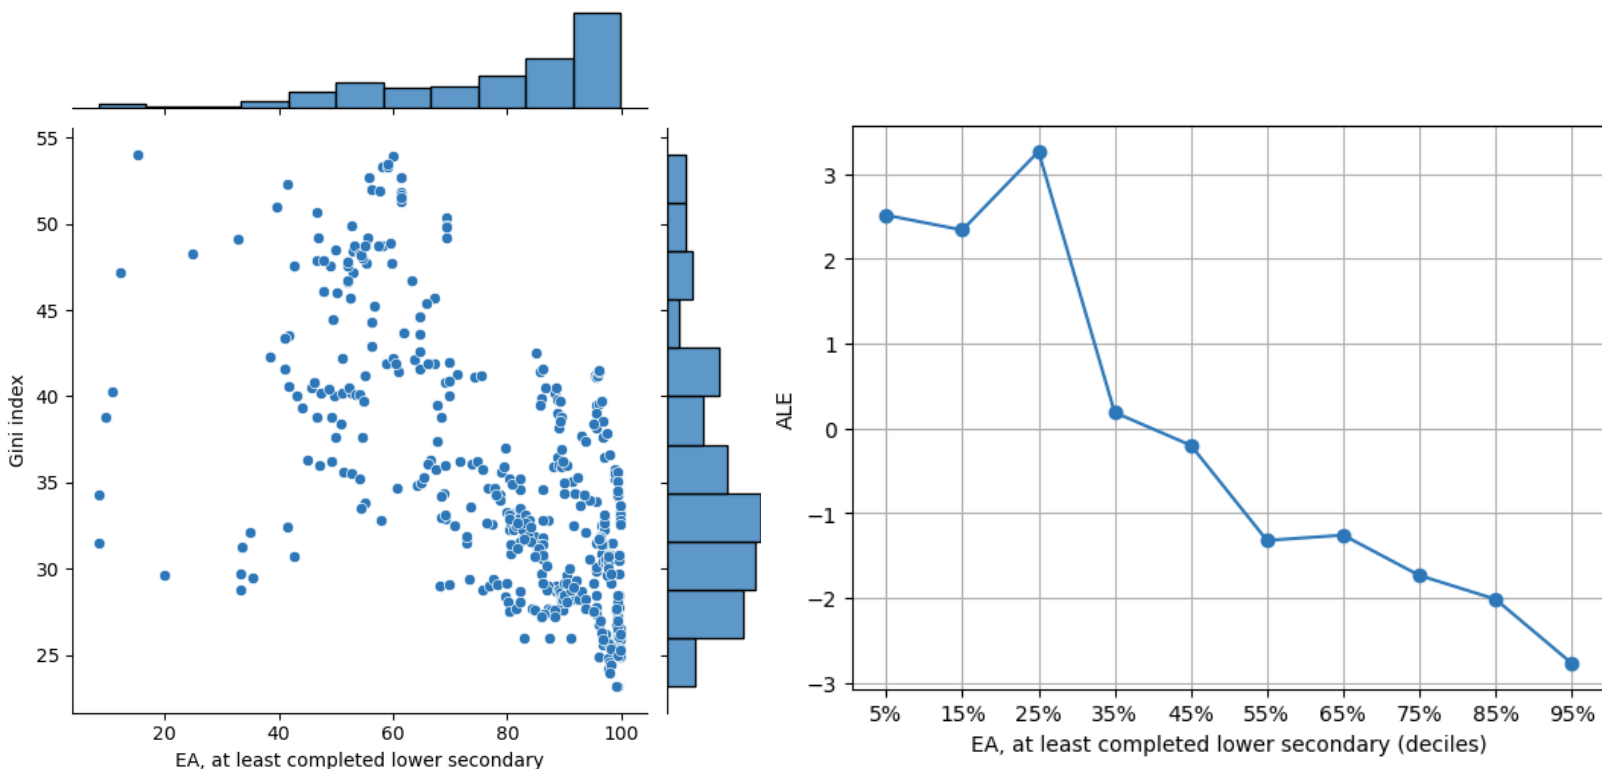 55
50
45
40
35
30
25
Gini index
20 40 60 80 100
EA, at least completed lower secondary
3
2
1
0
−1
−2
−3
ALE
5% 15% 25% 35% 45% 55% 65% 75% 85% 95%
EA, at least completed lower secondary (deciles)